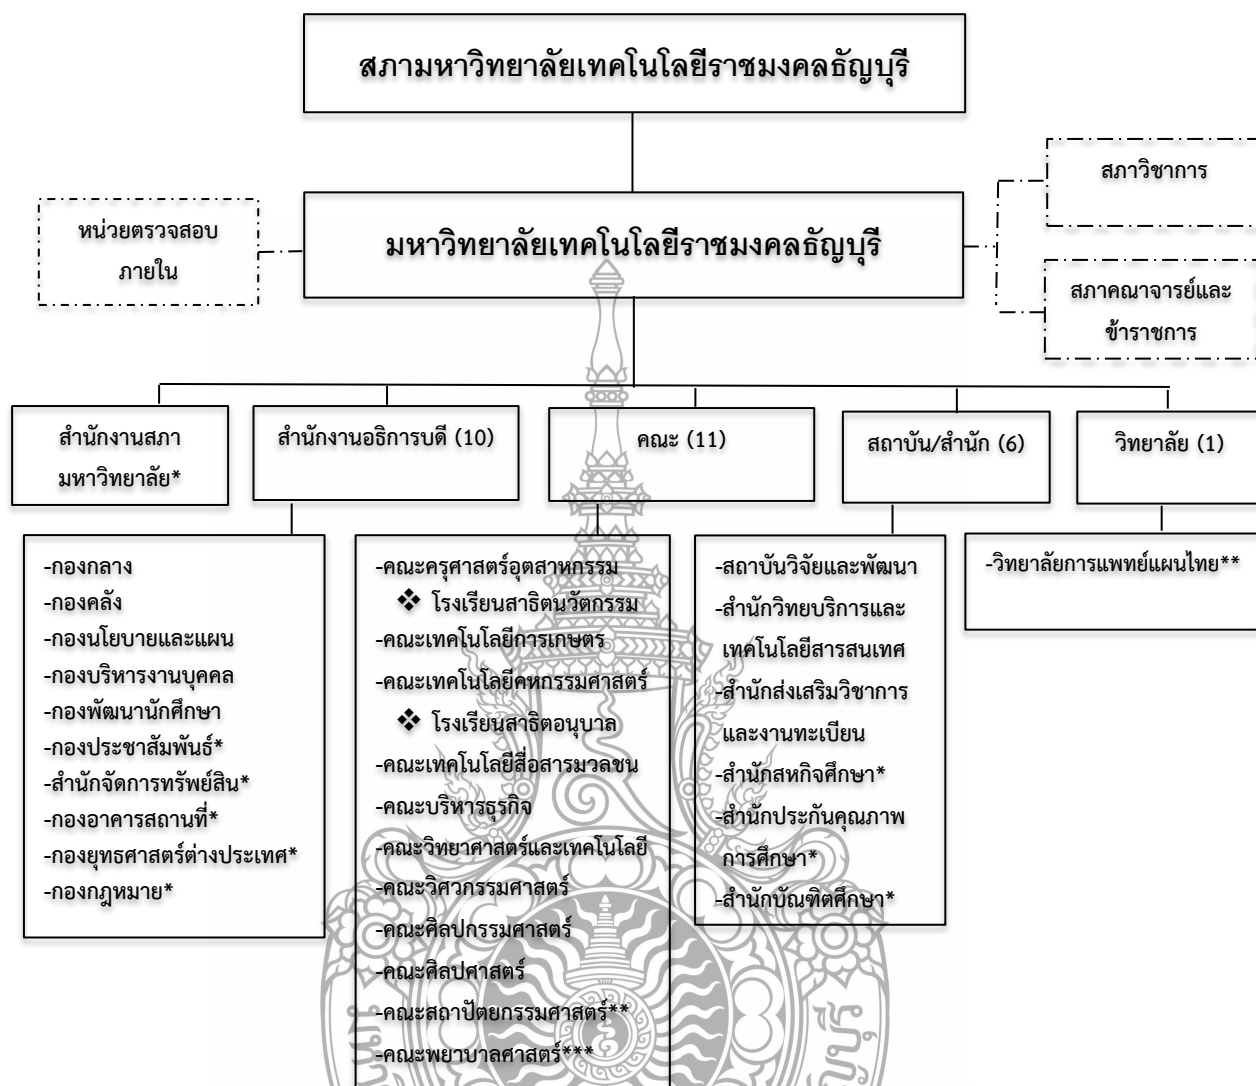 สภามหาวิทยาลัยเทคโนโลยีราชมงคลธัญบุรี
สภาวิชาการ
หน่วยตรวจสอบ
ภายใน
มหาวิทยาลัยเทคโนโลยีราชมงคลธัญบุรี
สภาคณาจารย์และ
ข้าราชการ
สำนักงานสภา
มหาวิทยาลัย*
สำนักงานอธิการบดี (10)
คณะ (11)
สถาบัน/สำนัก (6)
วิทยาลัย (1)
-กองกลาง
-กองคลัง
-กองนโยบายและแผน
-กองบริหารงานบุคคล
-กองพัฒนานักศึกษา
-กองประชาสัมพันธ์*
-สำนักจัดการทรัพย์สิน*
-กองอาคารสถานที่*
-กองยุทธศาสตร์ต่างประเทศ*
-กองกฎหมาย*
-คณะครุศาสตร์อุตสาหกรรม
❖ โรงเรียนสาธิตนวัตกรรม
-คณะเทคโนโลยีการเกษตร
-คณะเทคโนโลยีคหกรรมศาสตร์
❖ โรงเรียนสาธิตอนุบาล
-คณะเทคโนโลยีสื่อสารมวลชน
-คณะบริหารธุรกิจ
-คณะวิทยาศาสตร์และเทคโนโลยี
-คณะวิศวกรรมศาสตร์
-คณะศิลปกรรมศาสตร์
-คณะศิลปศาสตร์
-คณะสถาปัตยกรรมศาสตร์**
-คณะพยาบาลศาสตร์***
-สถาบันวิจัยและพัฒนา
-สำนักวิทยบริการและ
เทคโนโลยีสารสนเทศ
-สำนักส่งเสริมวิชาการ
และงานทะเบียน
-สำนักสหกิจศึกษา*
-สำนักประกันคุณภาพ
การศึกษา*
-สำนักบัณฑิตศึกษา*
-วิทยาลัยการแพทย์แผนไทย**